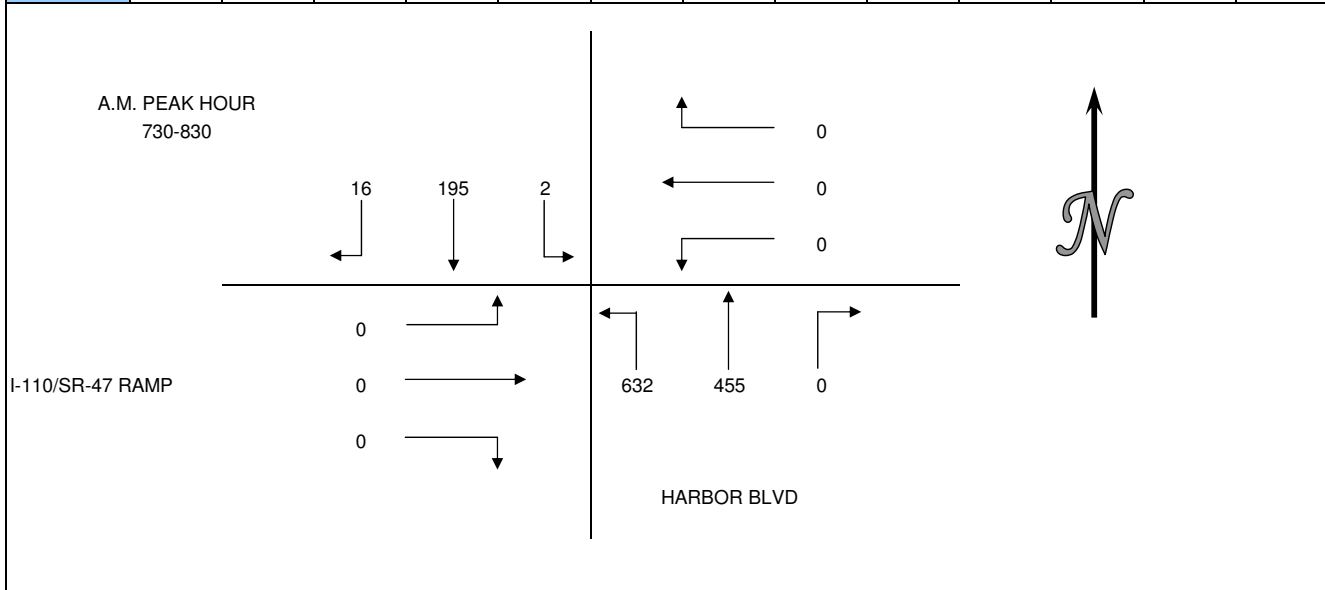 A.M. PEAK HOUR
730-830
0
16 195 2
0
0
0
I-110/SR-47 RAMP 0
632 455 0
0
HARBOR BLVD
N